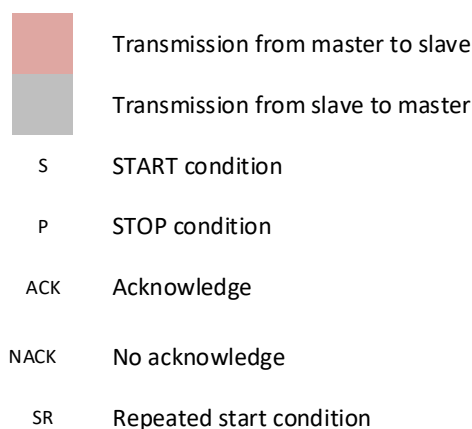 Transmission from master to slave
Transmission from slave to master
S START condition
P STOP condition
ACK Acknowledge
NACK No acknowledge
SR Repeated start condition